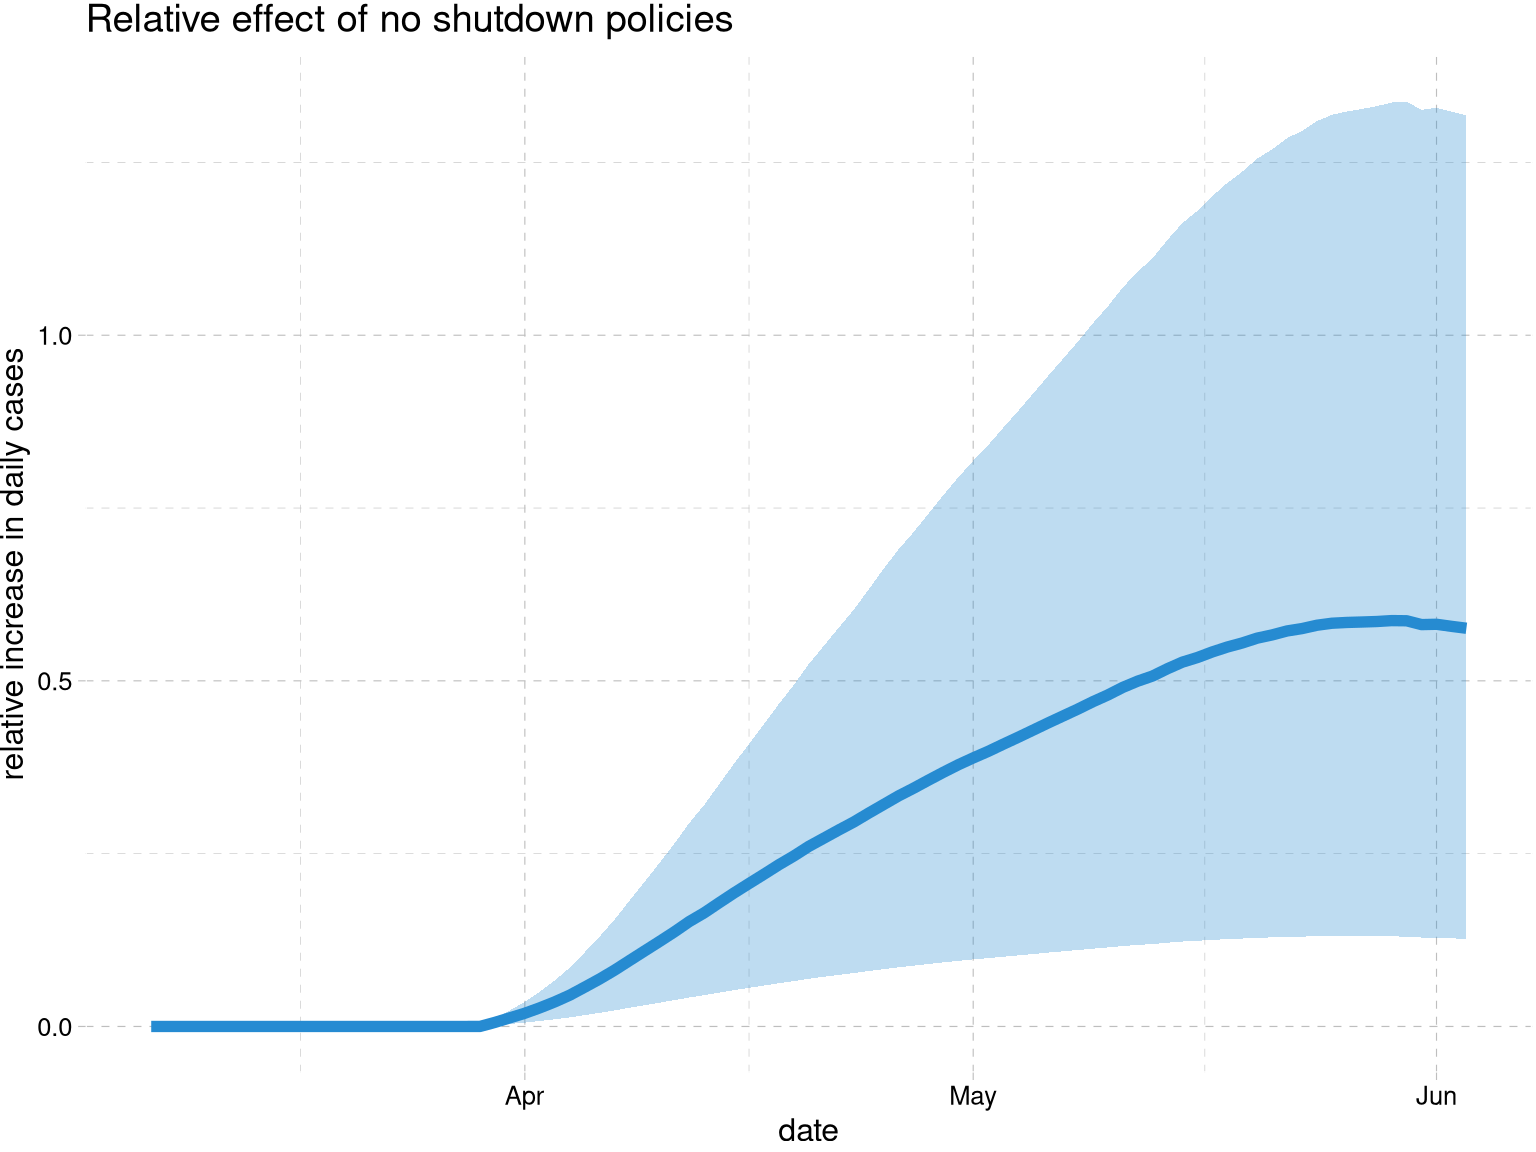 Relative effect of no shutdown policies
relative increase in daily cases
1.0
0.5
0.0
Apr
May
Jun
date